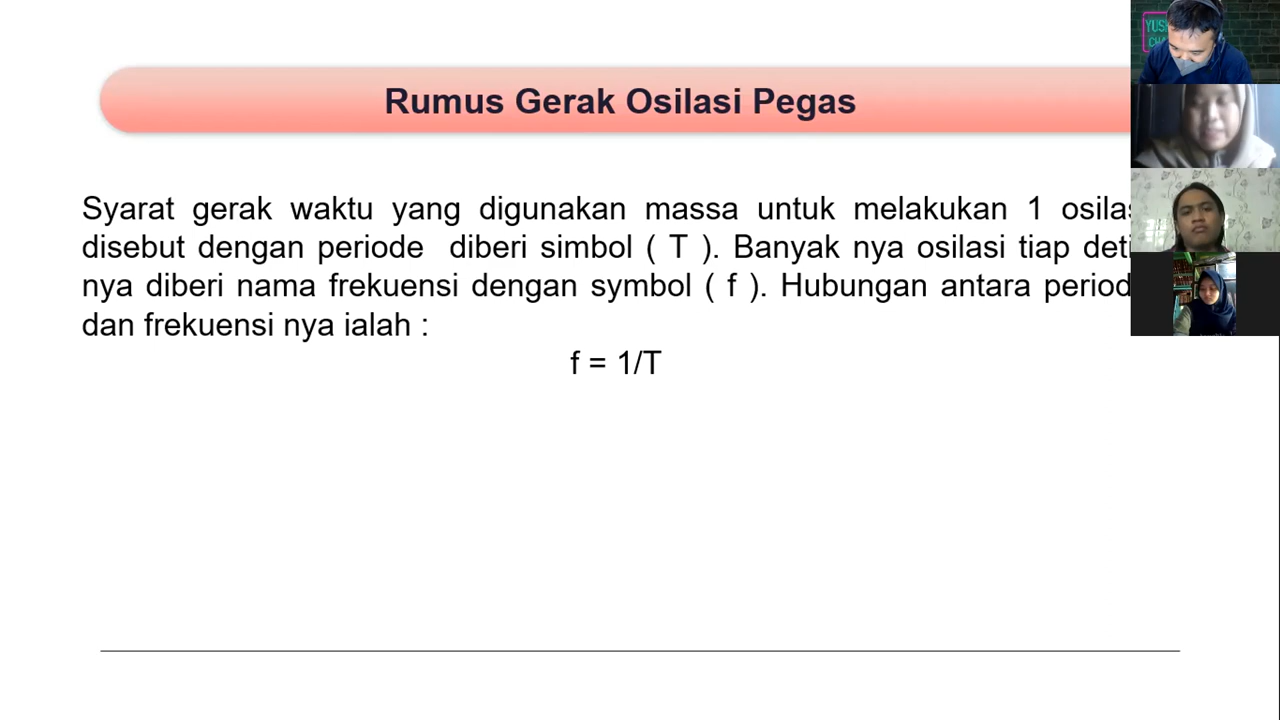 Rumus Gerak Osilasi Pegas
Syarat gerak waktu yang digunakan massa untuk melakukan 1
disebut dengan periode diberi simbol ( T ). Banyak nya osilasi tiap
nya diberi nama frekuensi dengan symbol ( f ). Hubungan antara
dan frekuensi nya ialah :
f = 1/T